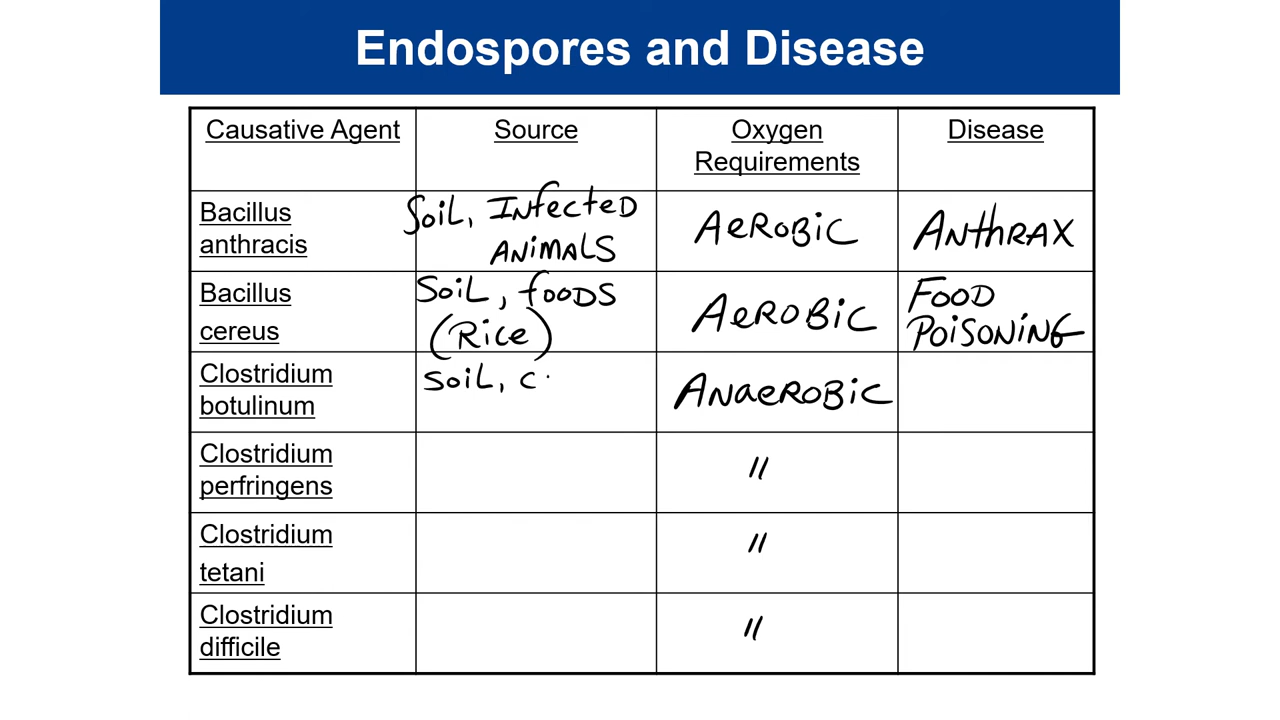 Endospores and Disease
Causative Agent
Source
Oxygen
Requirements
Disease
Bacillus
anthracis
Soil, Infected
Animals
Aerobic
Anthrax
Bacillus
cereus
Soil, foods
(Rice)
Aerobic
Food
Poisoning
Clostridium
botulinum
Soil, c
Anaerobic
Clostridium
perfringens
"
Clostridium
tetani
"
Clostridium
difficile
"